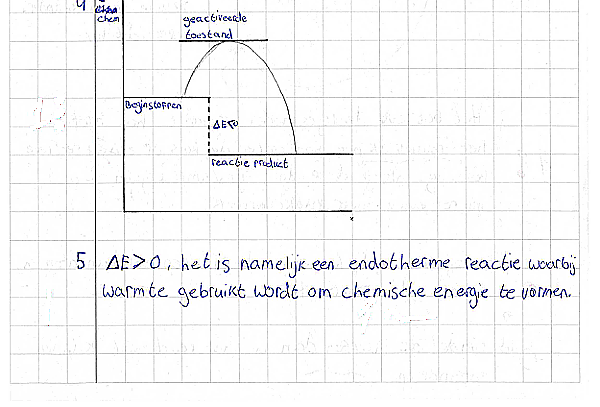 4
chem
geactiveerde
toestand
Beginstoffen
ΔE<0
reactie product
5 ΔE>0, het is namelijk een endotherme reactie waarbij
warmte gebruikt wordt om chemische energie te vormen.